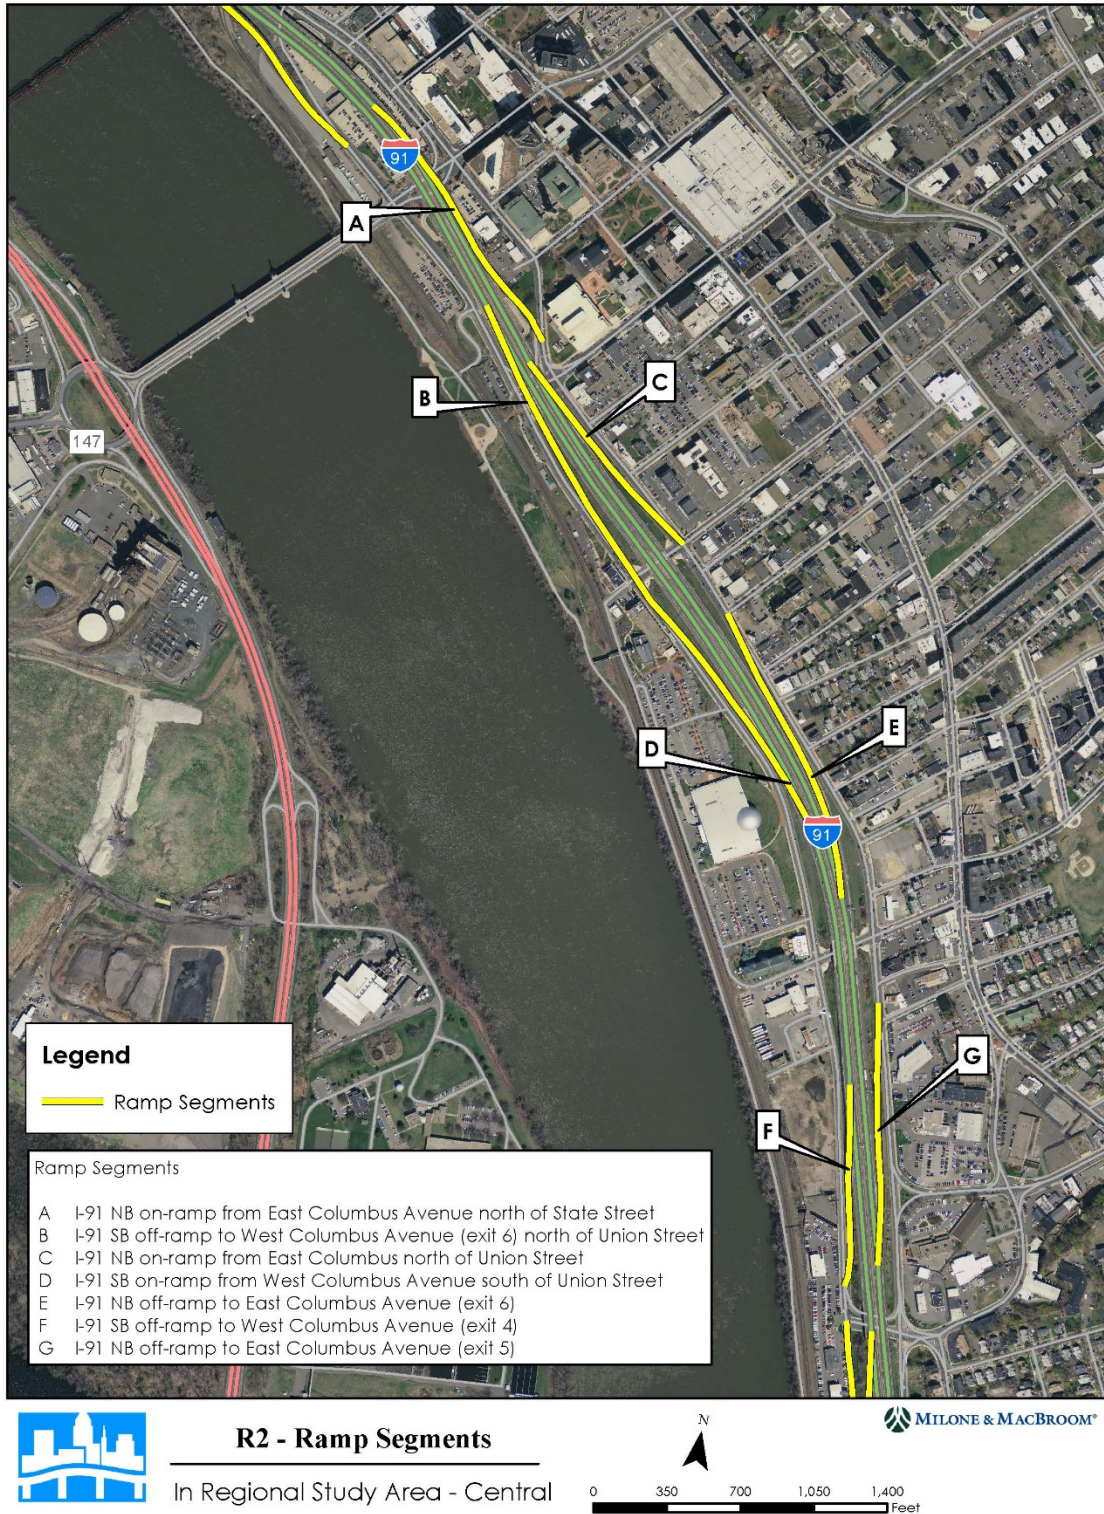 91
A
C
B
147
E
D
91
G
F
Legend
Ramp Segments
Ramp Segments
A I-91 NB on-ramp from East Columbus Avenue north of State Street
B I-91 SB off-ramp to West Columbus Avenue (exit 6) north of Union Street
C I-91 NB on-ramp from East Columbus north of Union Street
D I-91 SB on-ramp from West Columbus Avenue south of Union Street
E I-91 NB off-ramp to East Columbus Avenue (exit 6)
F I-91 SB off-ramp to West Columbus Avenue (exit 4)
G I-91 NB off-ramp to East Columbus Avenue (exit 5)
R2 - Ramp Segments
In Regional Study Area - Central
N
0 350 700 1,050 1,400
Feet
MILONE & MACBROOM®